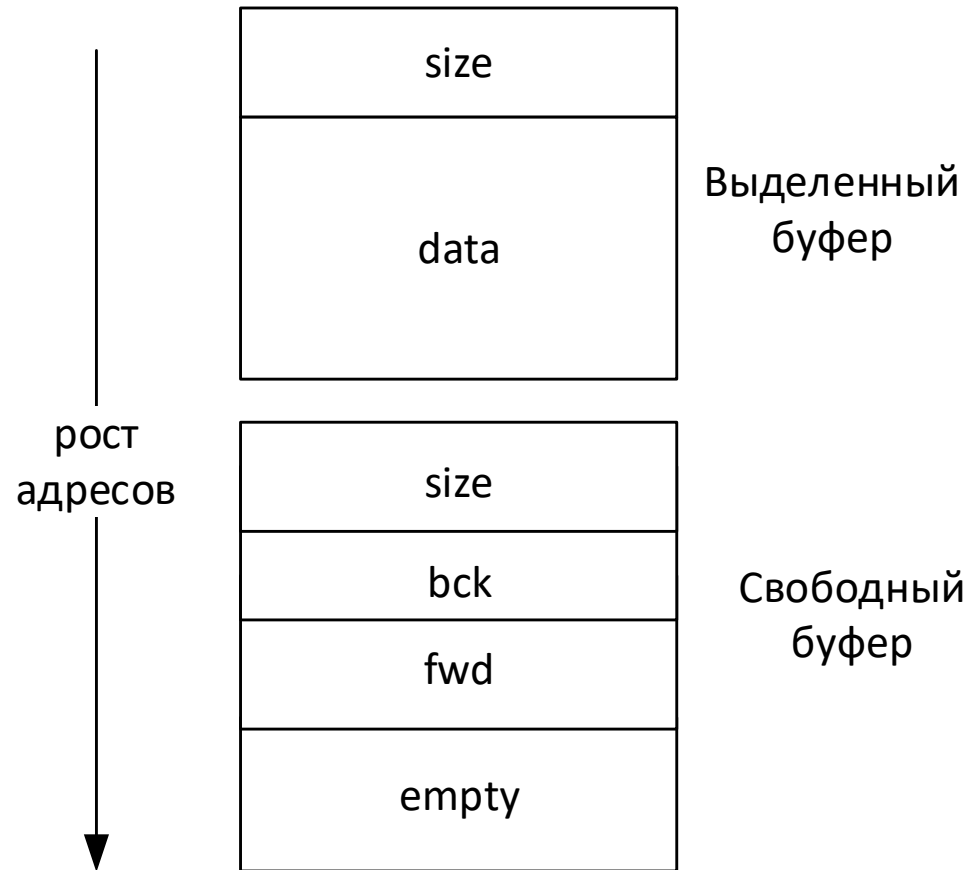 size
data
Выделенный
буфер
рост
адресов
size
bck
fwd
empty
Свободный
буфер